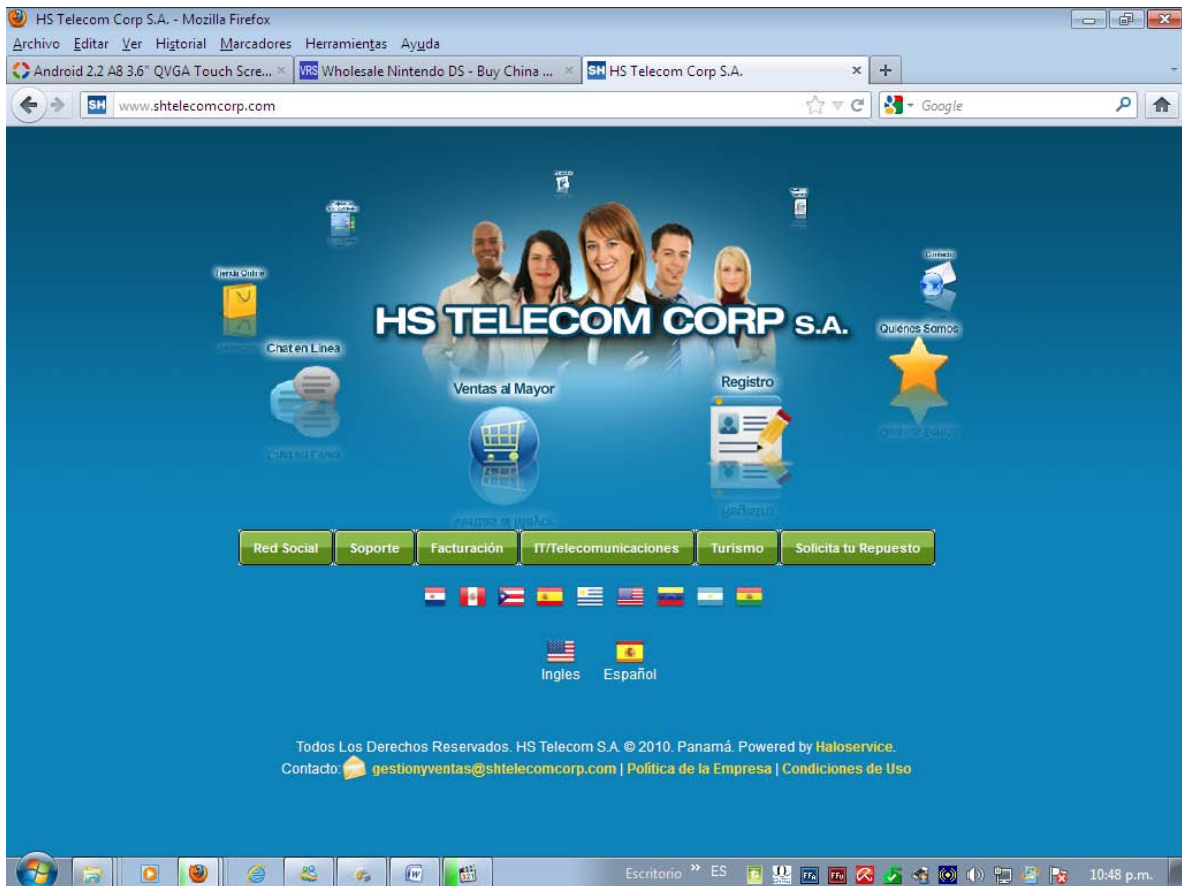 HS Telecom Corp S.A. - Mozilla Firefox
Archivo Editar Ver Historial Marcadores Herramientas Ayuda
Android 2.2 A8 3.6" QVGA Touch Scre...
VRS Wholesale Nintendo DS - Buy China ...
SH HS Telecom Corp S.A.
SH www.shtelecomcorp.com
Google
Tienda Online
Contacto
Chat en Linea
HS TELECOM CORP S.A.
Quiénes Somos
Ventas al Mayor
Registro
Red Social Soporte Facturación IT/Telecomunicaciones Turismo Solicita tu Repuesto
Ingles Español
Todos Los Derechos Reservados. HS Telecom S.A. © 2010. Panamá. Powered by Haloservice.
Contacto: gestionyventas@shtelecomcorp.com | Política de la Empresa | Condiciones de Uso
Escritorio » ES 10:48 p.m.